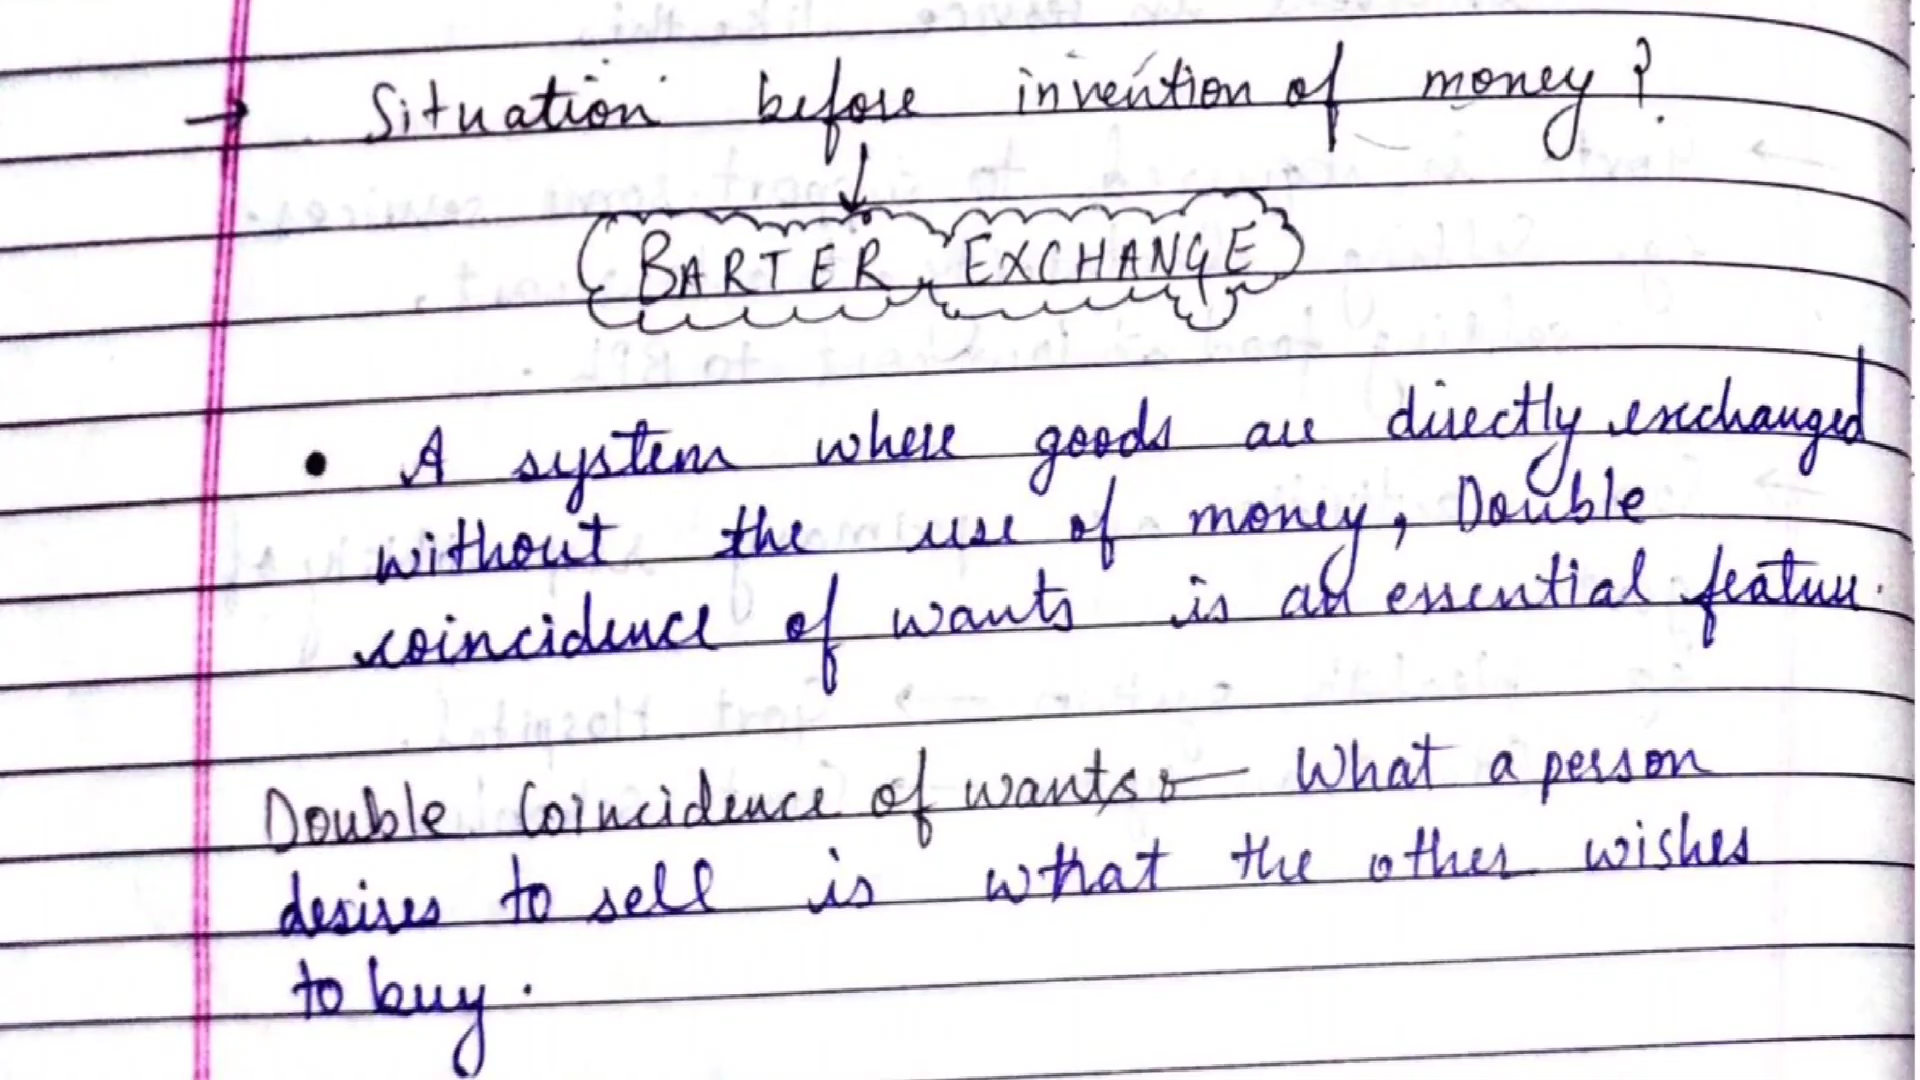 → Situation before invention of money?
↓
BARTER EXCHANGE
• A system where goods are directly exchanged
without the use of money, Double
coincidence of wants is an essential feature.
Double Coincidence of wants :— What a person
desires to sell is what the other wishes
to buy.